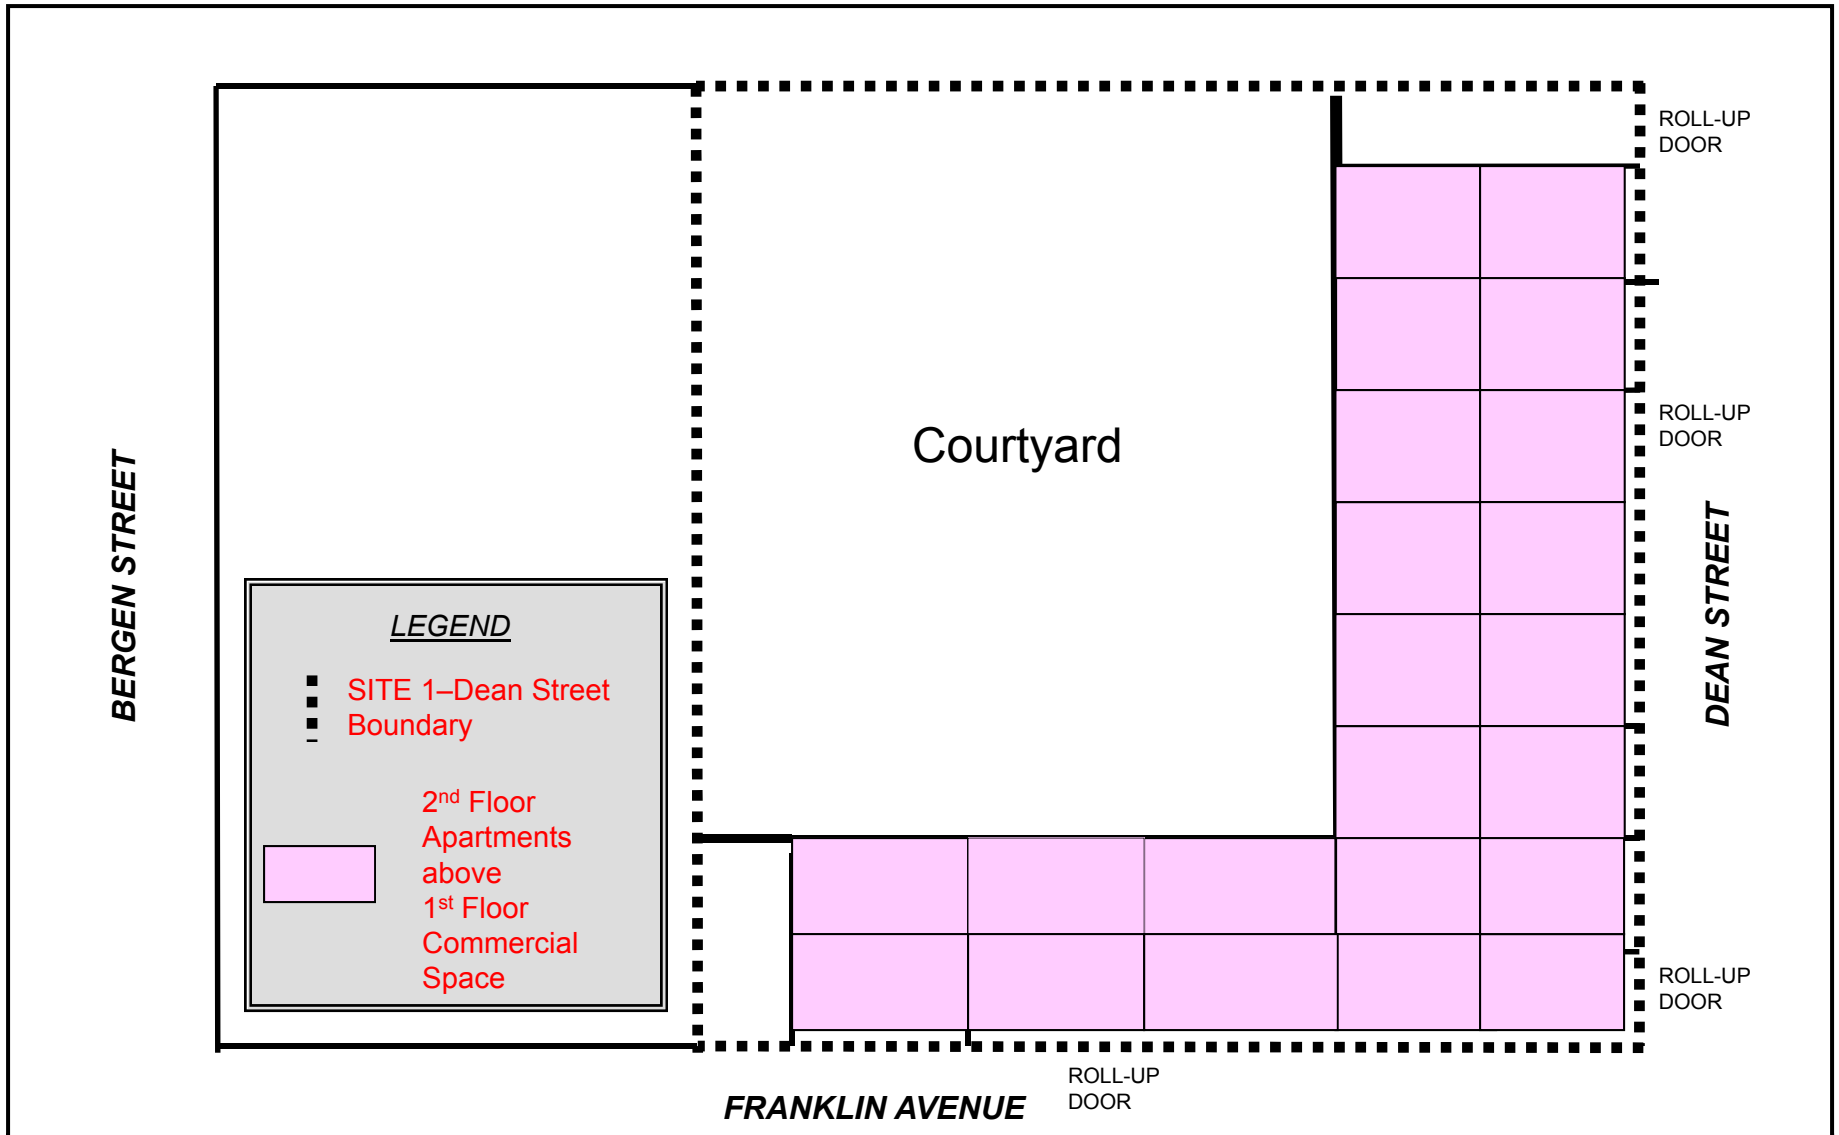 ROLL-UP
DOOR
Courtyard
ROLL-UP
DOOR
BERGEN STREET
DEAN STREET
LEGEND
SITE 1–Dean Street
Boundary
2nd Floor
Apartments
above
1st Floor
Commercial
Space
ROLL-UP
DOOR
ROLL-UP
DOOR
FRANKLIN AVENUE